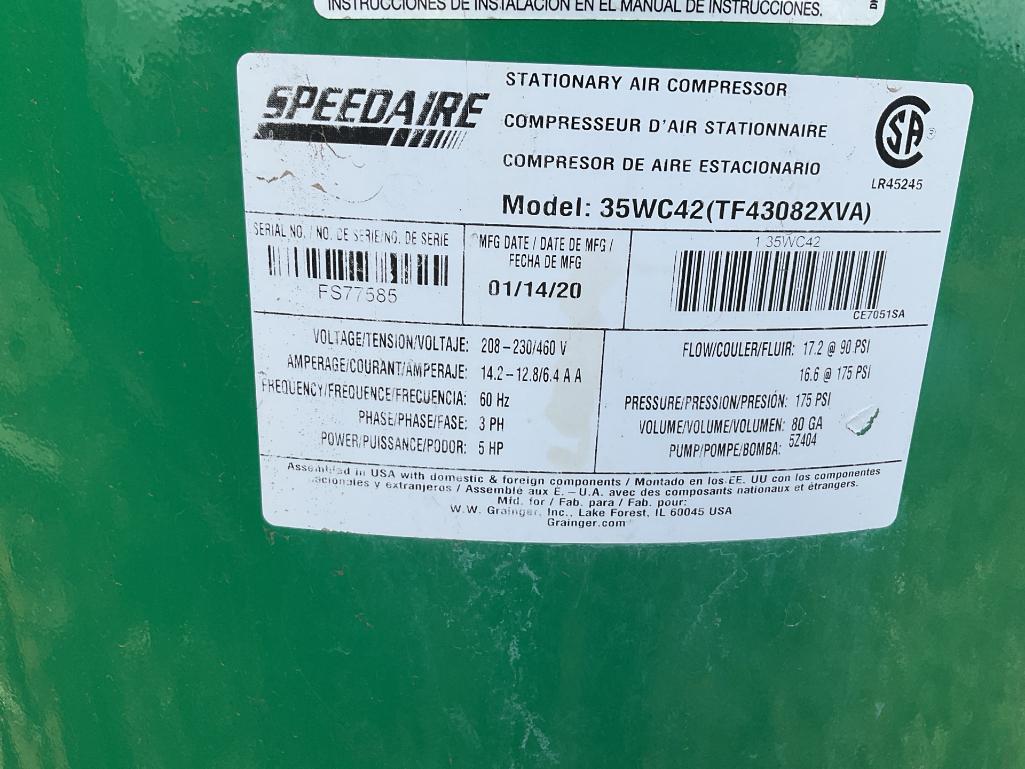 INSTRUCCIONES DE INSTALACIÓN EN EL MANUAL DE INSTRUCCIONES.
SPEEDAIRE
STATIONARY AIR COMPRESSOR
COMPRESSEUR D'AIR STATIONNAIRE
COMPRESOR DE AIRE ESTACIONARIO
Model: 35WC42(TF43082XVA)
SA
®
LR45245
SERIAL NO. / NO. DE SERIE/NO. DE SERIE
FS77585
MFG DATE / DATE DE MFG /
FECHA DE MFG
01/14/20
1 35WC42
CE7051SA
VOLTAGE/TENSION/VOLTAJE: 208-230/460 V
AMPERAGE/COURANT/AMPERAJE: 14.2-12.8/6.4 A A
FREQUENCY/FREQUENCE/FRECUENCIA: 60 Hz
PHASE/PHASE/FASE: 3 PH
POWER/PUISSANCE/PODOR: 5 HP
FLOW/COULER/FLUIR: 17.2 @ 90 PSI
16.6 @ 175 PSI
PRESSURE/PRESSION/PRESIÓN: 175 PSI
VOLUME/VOLUME/VOLUMEN: 80 GA
PUMP/POMPE/BOMBA: 5Z404
Assembled in USA with domestic & foreign components / Montado en los EE. UU con los componentes
nacionales y extranjeros / Assemblé aux E. - U.A. avec des composants nationaux et étrangers.
Mfd. for / Fab. para / Fab. pour:
W.W. Grainger, Inc., Lake Forest, IL 60045 USA
Grainger.com